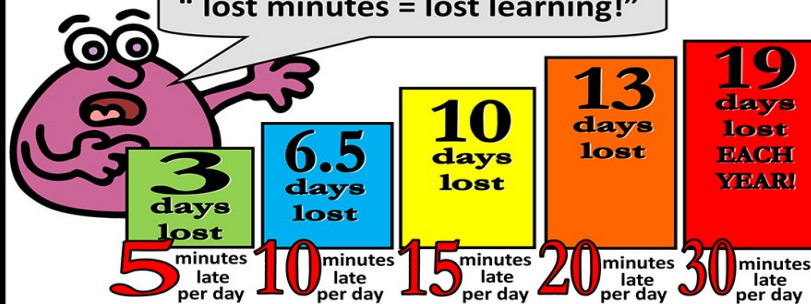 " lost minutes = lost learning!"
3
days
lost
6.5
days
lost
10
days
lost
13
days
lost
19
days
lost
EACH
YEAR!
5 minutes
late
per day
10 minutes
late
per day
15 minutes
late
per day
20 minutes
late
per day
30 minutes
late
per day